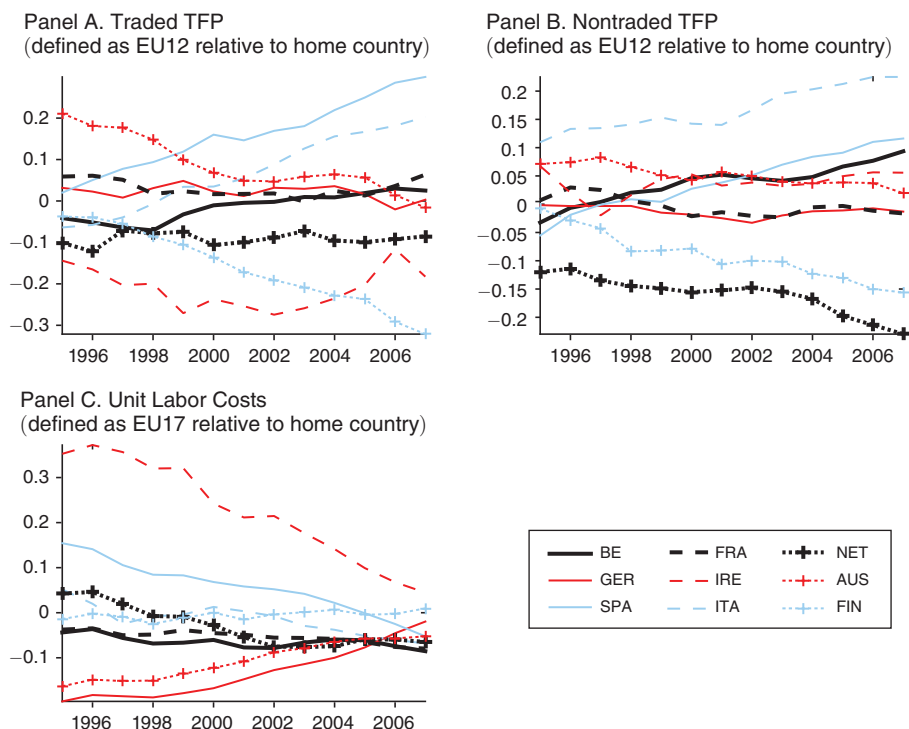 Panel A. Traded TFP
(defined as EU12 relative to home country)
0.2
0.1
0
−0.1
−0.2
−0.3
1996 1998 2000 2002 2004 2006
Panel B. Nontraded TFP
(defined as EU12 relative to home country)
0.2
0.15
0.1
0.05
0
−0.05
−0.1
−0.15
−0.2
1996 1998 2000 2002 2004 2006
Panel C. Unit Labor Costs
(defined as EU17 relative to home country)
0.3
0.2
0.1
0
−0.1
1996 1998 2000 2002 2004 2006
BE FRA NET
GER IRE AUS
SPA ITA FIN